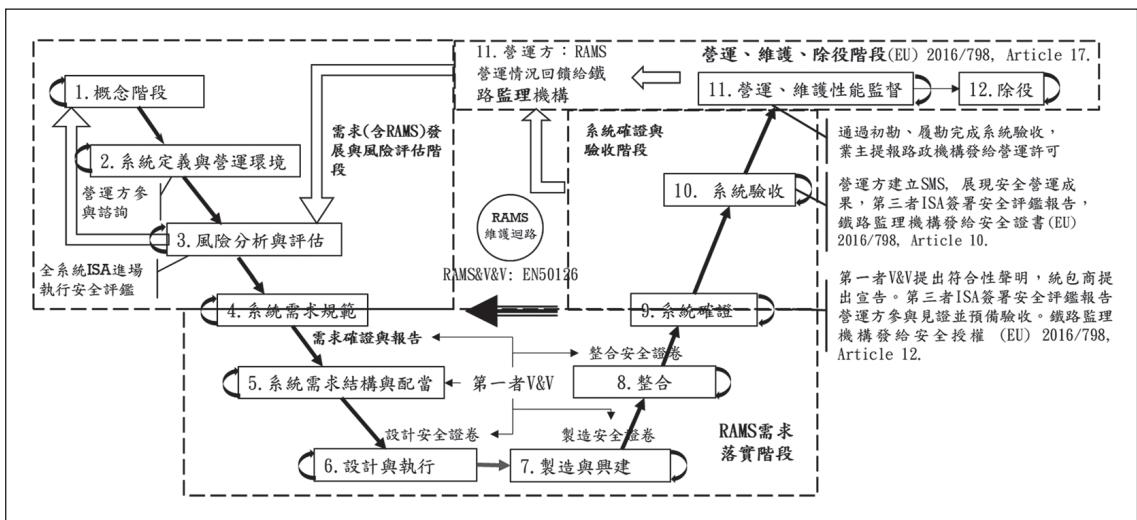 11.營運方：RAMS
營運情況回饋給鐵
路監理機構
營運、維護、除役階段(EU) 2016/798, Article 17.
11.營運、維護性能監督
12.除役
1.概念階段
需求(含RAMS)發
展與風險評估階
段
系統確證與
驗收階段
通過初勘、履勘完成系統驗收，
業主提報路政機構發給營運許可
2.系統定義與營運環境
營運方參
與諮詢
10. 系統驗收
營運方建立SMS, 展現安全營運成
果，第三者ISA簽署安全評鑑報告，
鐵路監理機構發給安全證書(EU)
2016/798, Article 10.
RAMS
維護迴路
3.風險分析與評估
RAMS&V&V: EN50126
全系統ISA進場
執行安全評鑑
第一者V&V提出符合性聲明，統包商提
出宣告。第三者ISA簽署安全評鑑報告
營運方參與見證並預備驗收。鐵路監理
機構發給安全授權 (EU) 2016/798,
Article 12.
4.系統需求規範
9.系統確證
需求確證與報告
整合安全證卷
5.系統需求結構與配當
第一者V&V
8.整合
設計安全證卷
製造安全證卷
RAMS需求
落實階段
6.設計與執行
7.製造與興建